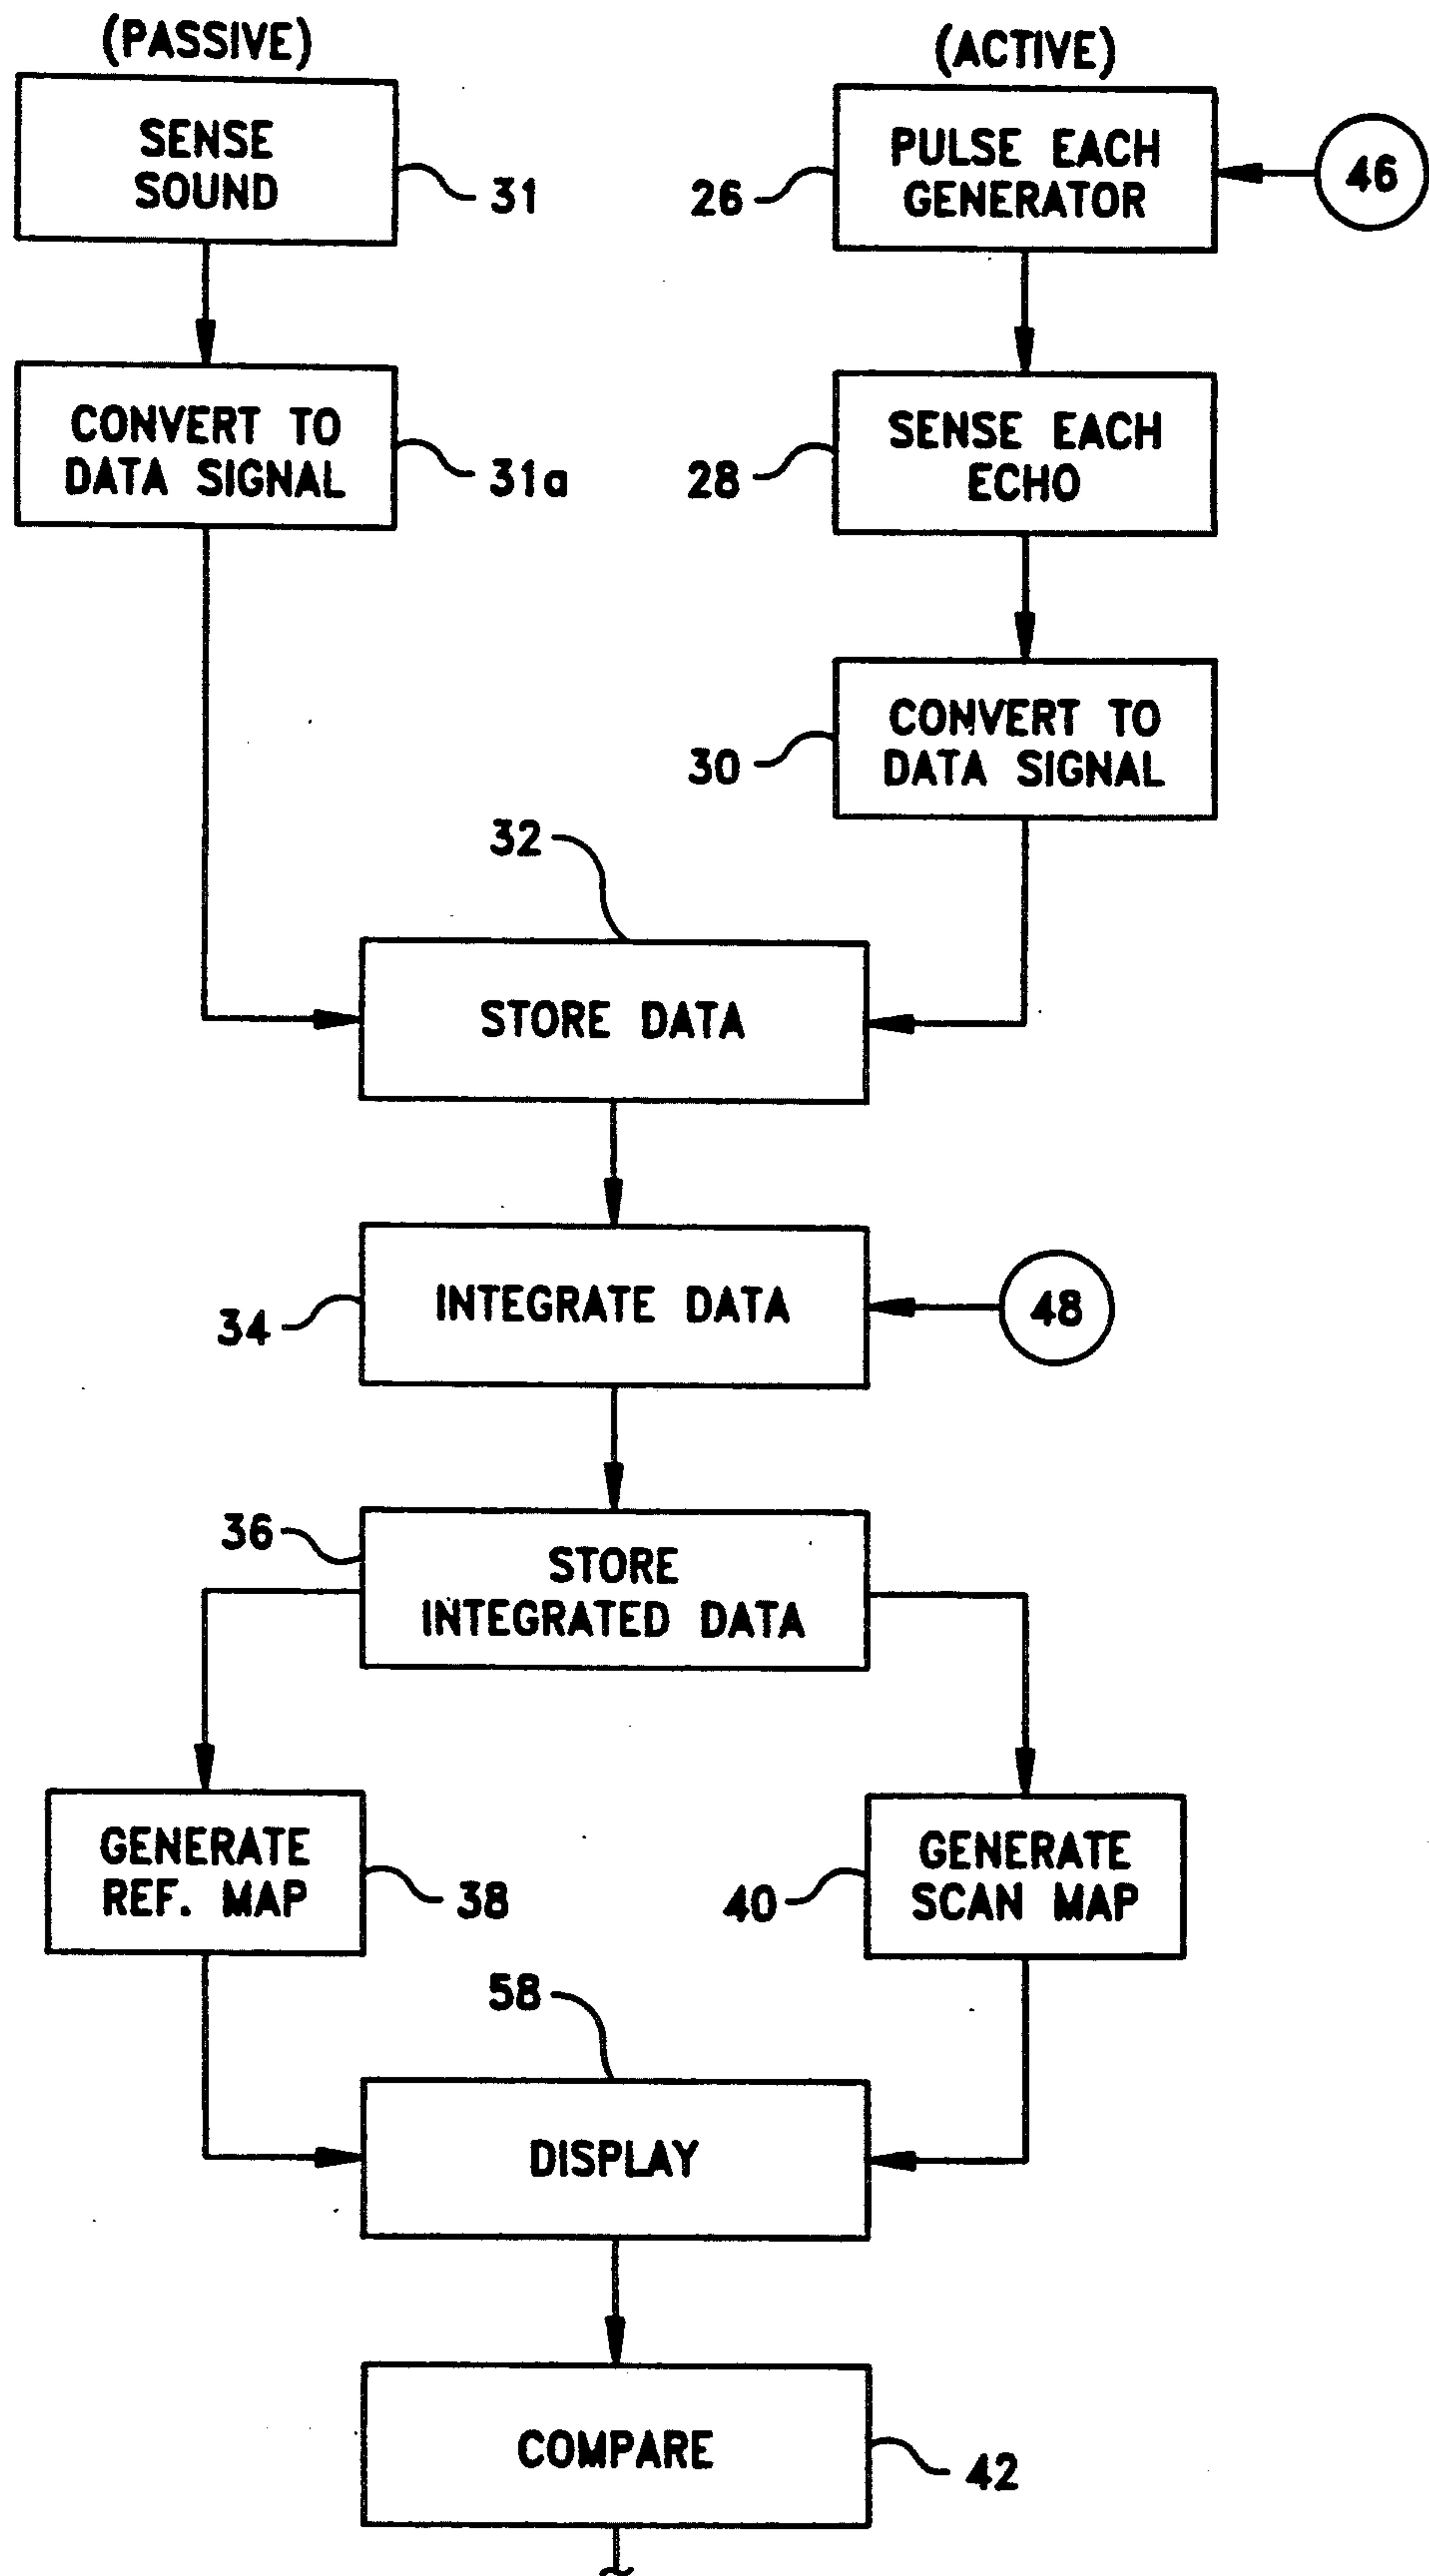 (PASSIVE)
(ACTIVE)
SENSE
SOUND
31
26
PULSE EACH
GENERATOR
46
CONVERT TO
DATA SIGNAL
31a
28
SENSE EACH
ECHO
30
CONVERT TO
DATA SIGNAL
32
STORE DATA
34
INTEGRATE DATA
48
36
STORE
INTEGRATED DATA
GENERATE
REF. MAP
38
40
GENERATE
SCAN MAP
58
DISPLAY
COMPARE
42